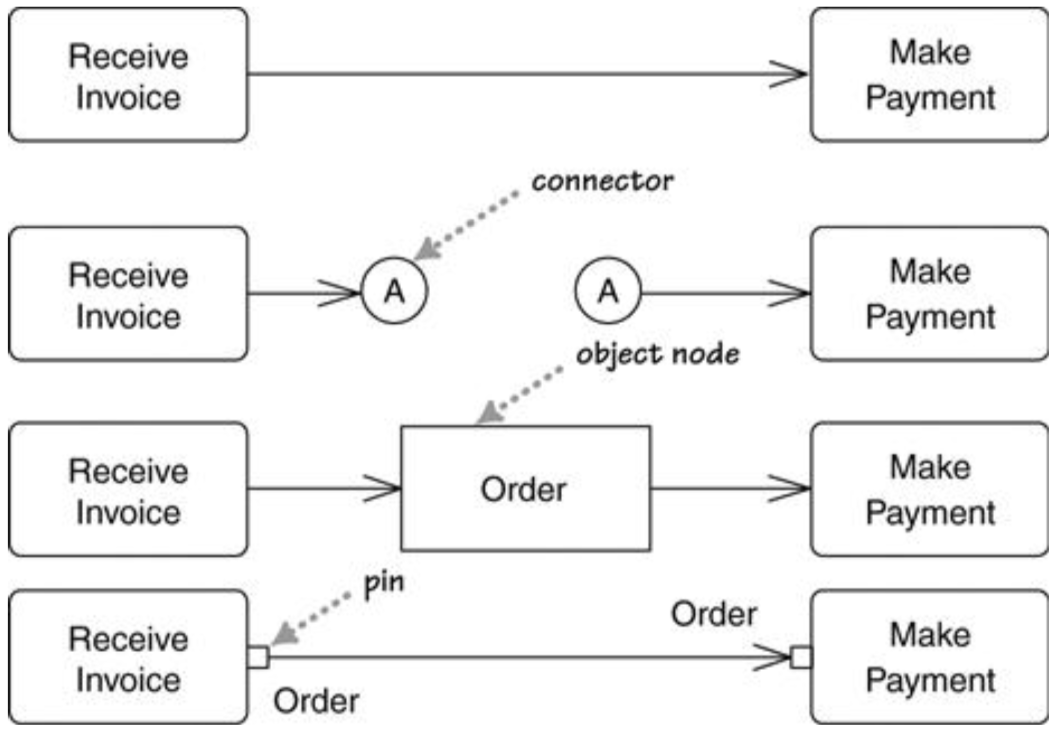 Receive
Invoice
Make
Payment
connector
Receive
Invoice
A
A
Make
Payment
object node
Receive
Invoice
Order
Make
Payment
pin
Receive
Invoice
Order
Order
Make
Payment